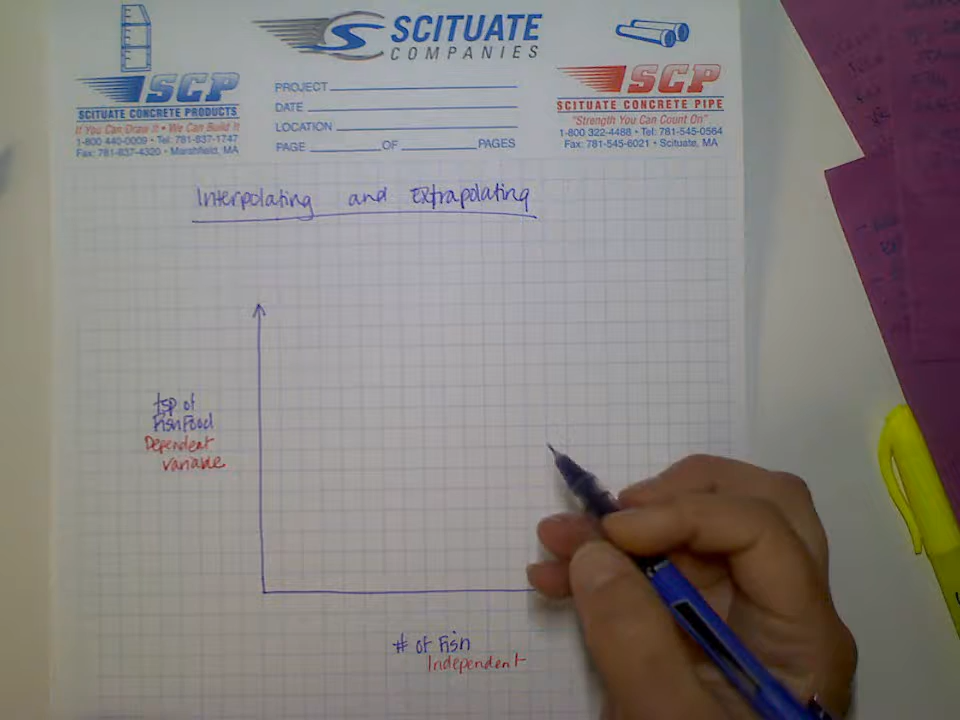 SCITUATE
COMPANIES
SCP
SCITUATE CONCRETE PRODUCTS
If You Can Draw It • We Can Build It
1-800 440-0009 • Tel: 781-837-1747
Fax: 781-837-4320 • Marshfield, MA
PROJECT
DATE
LOCATION
PAGE OF PAGES
SCP
SCITUATE CONCRETE PIPE
"Strength You Can Count On"
1-800 322-4488 • Tel: 781-545-0564
Fax: 781-545-6021 • Scituate, MA
Interpolating and Extrapolating
tsp of
Fish Food
Dependent
variable
# of Fish
Independent